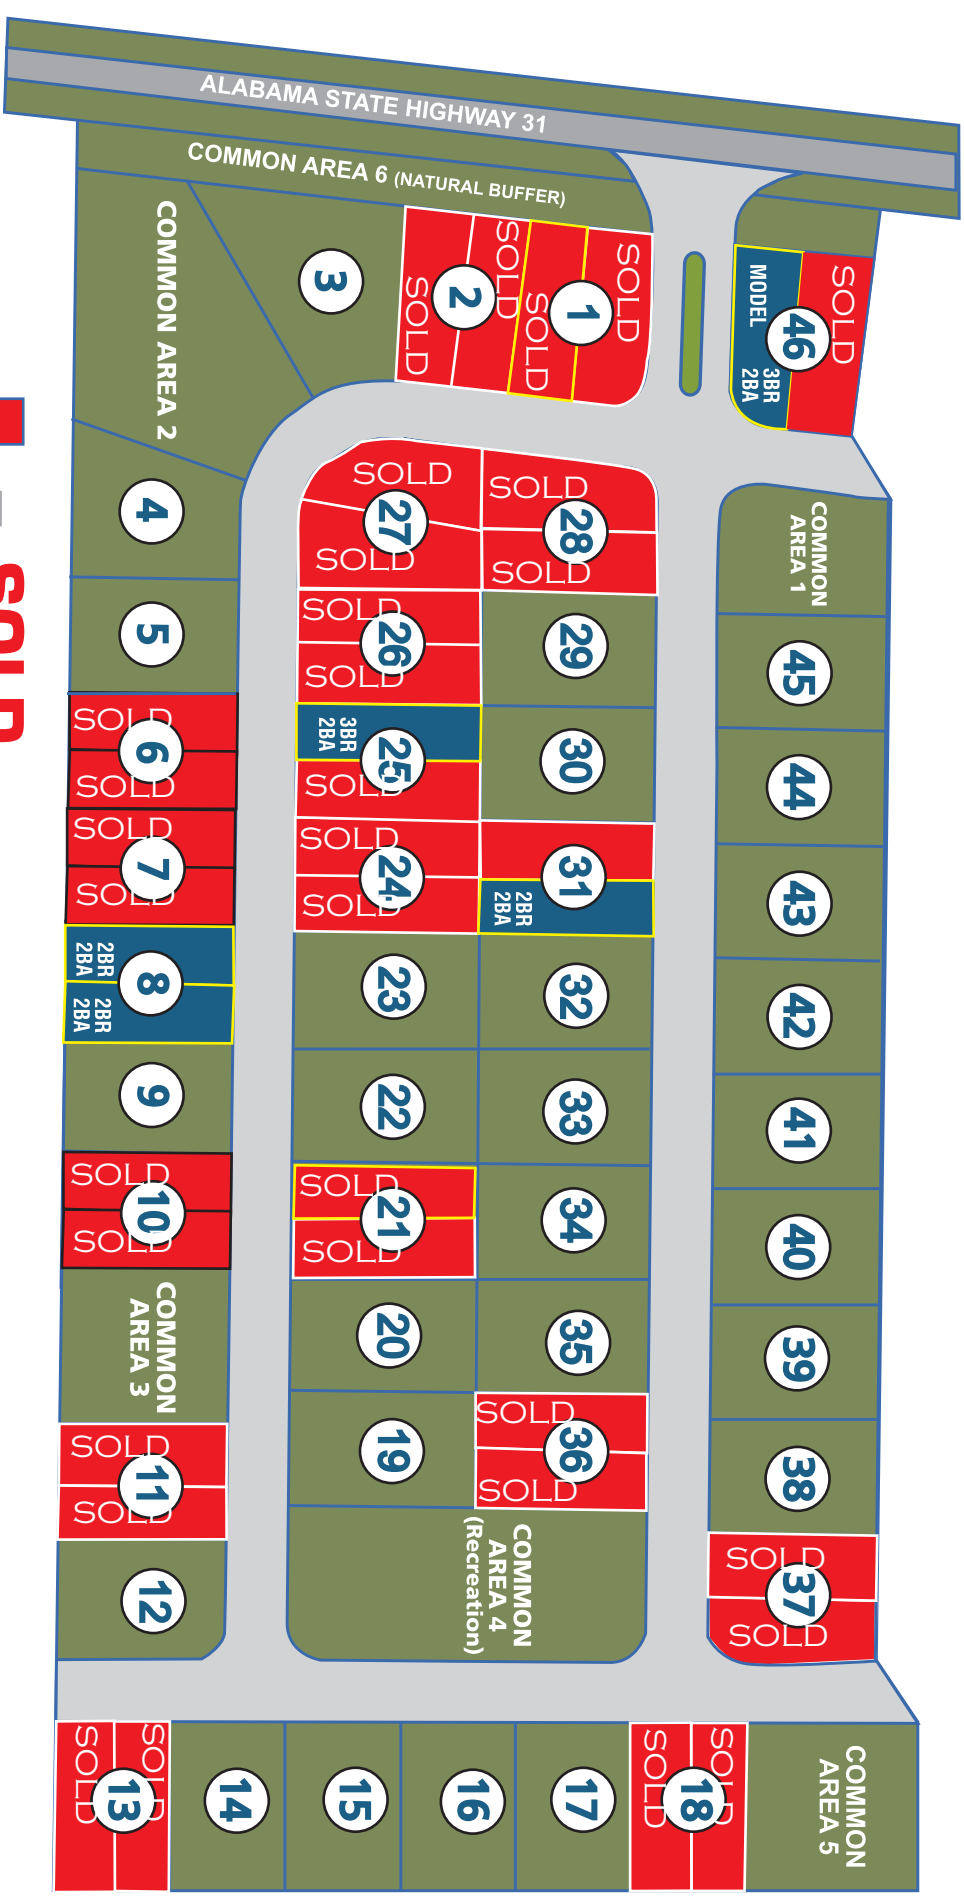 ALABAMA STATE HIGHWAY 31
COMMON AREA 6 (NATURAL BUFFER)
COMMON AREA 2
3
SOLD
SOLD
2
SOLD
SOLD
1
MODEL
3BR
2BA
SOLD
46
4
5
SOLD
6
SOLD
SOLD
7
SOLD
2BR
2BA
8
2BR
2BA
9
SOLD
10
SOLD
COMMON
AREA 3
SOLD
11
SOLD
12
SOLD
27
SOLD
SOLD
28
SOLD
SOLD
26
SOLD
29
3BR
2BA
25
SOLD
30
SOLD
24
SOLD
31
2BR
2BA
23
32
22
33
SOLD
21
SOLD
34
20
35
19
SOLD
36
SOLD
COMMON
AREA 4
(Recreation)
COMMON
AREA 1
45
44
43
42
41
40
39
38
SOLD
37
SOLD
SOLD
SOLD
13
14
15
16
17
SOLD
SOLD
18
COMMON
AREA 5
SOLD